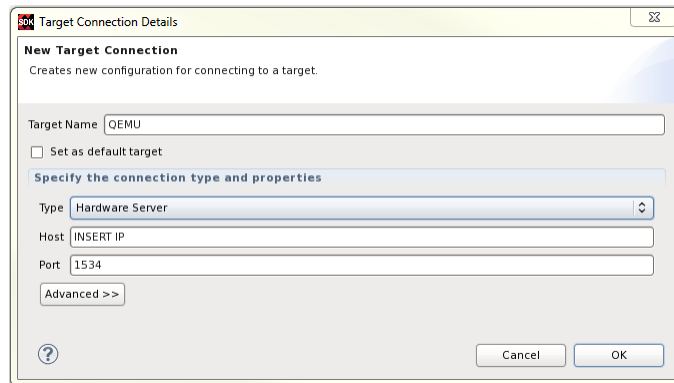 SDK Target Connection Details
New Target Connection
Creates new configuration for connecting to a target.
Target Name QEMU
Set as default target
Specify the connection type and properties
Type Hardware Server
Host INSERT IP
Port 1534
Advanced >>
? Cancel OK